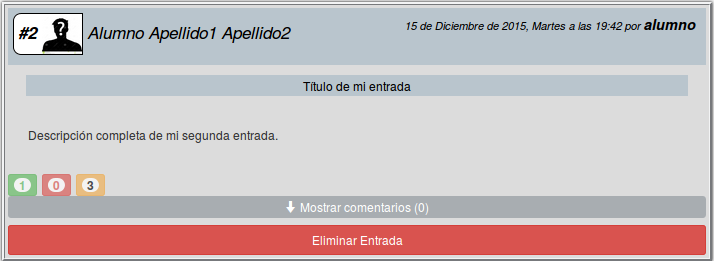 #2 Alumno Apellido1 Apellido2
15 de Diciembre de 2015, Martes a las 19:42 por alumno
Título de mi entrada
Descripción completa de mi segunda entrada.
1 0 3
Mostrar comentarios (0)
Eliminar Entrada